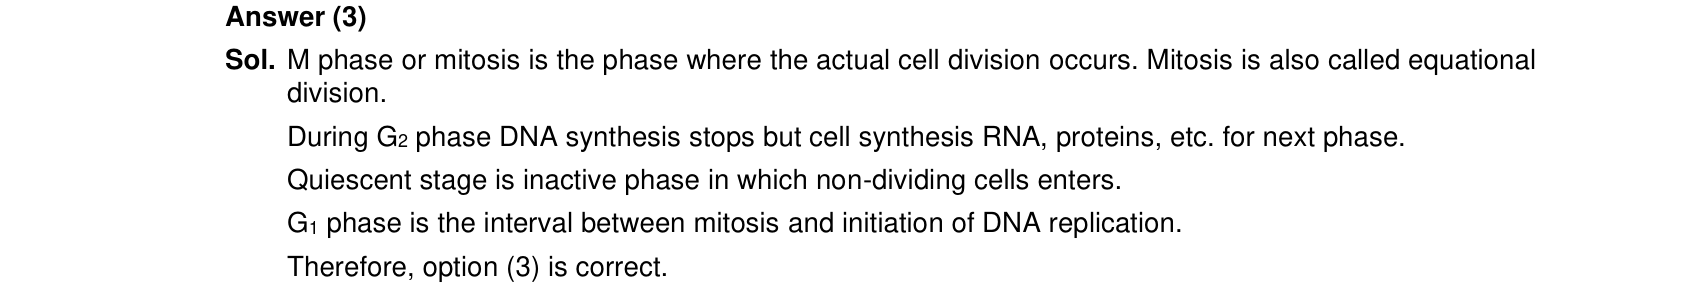 Answer (3)
Sol. M phase or mitosis is the phase where the actual cell division occurs. Mitosis is also called equational
division.
During G₂ phase DNA synthesis stops but cell synthesis RNA, proteins, etc. for next phase.
Quiescent stage is inactive phase in which non-dividing cells enters.
G₁ phase is the interval between mitosis and initiation of DNA replication.
Therefore, option (3) is correct.